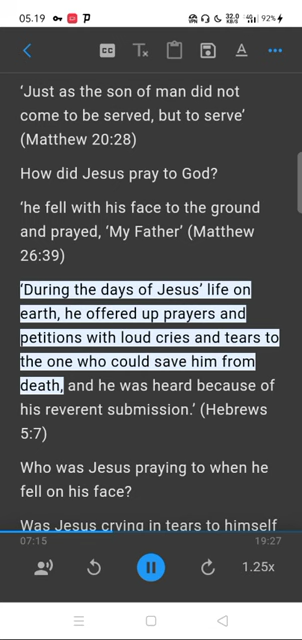 05.19
32.0
KB/S
4G
92%
CC
A
‘Just as the son of man did not
come to be served, but to serve’
(Matthew 20:28)
How did Jesus pray to God?
‘he fell with his face to the ground
and prayed, ‘My Father’ (Matthew
26:39)
‘During the days of Jesus’ life on
earth, he offered up prayers and
petitions with loud cries and tears to
the one who could save him from
death, and he was heard because of
his reverent submission.’ (Hebrews
5:7)
Who was Jesus praying to when he
fell on his face?
Was Jesus crying in tears to himself
07:15
19:27
1.25x